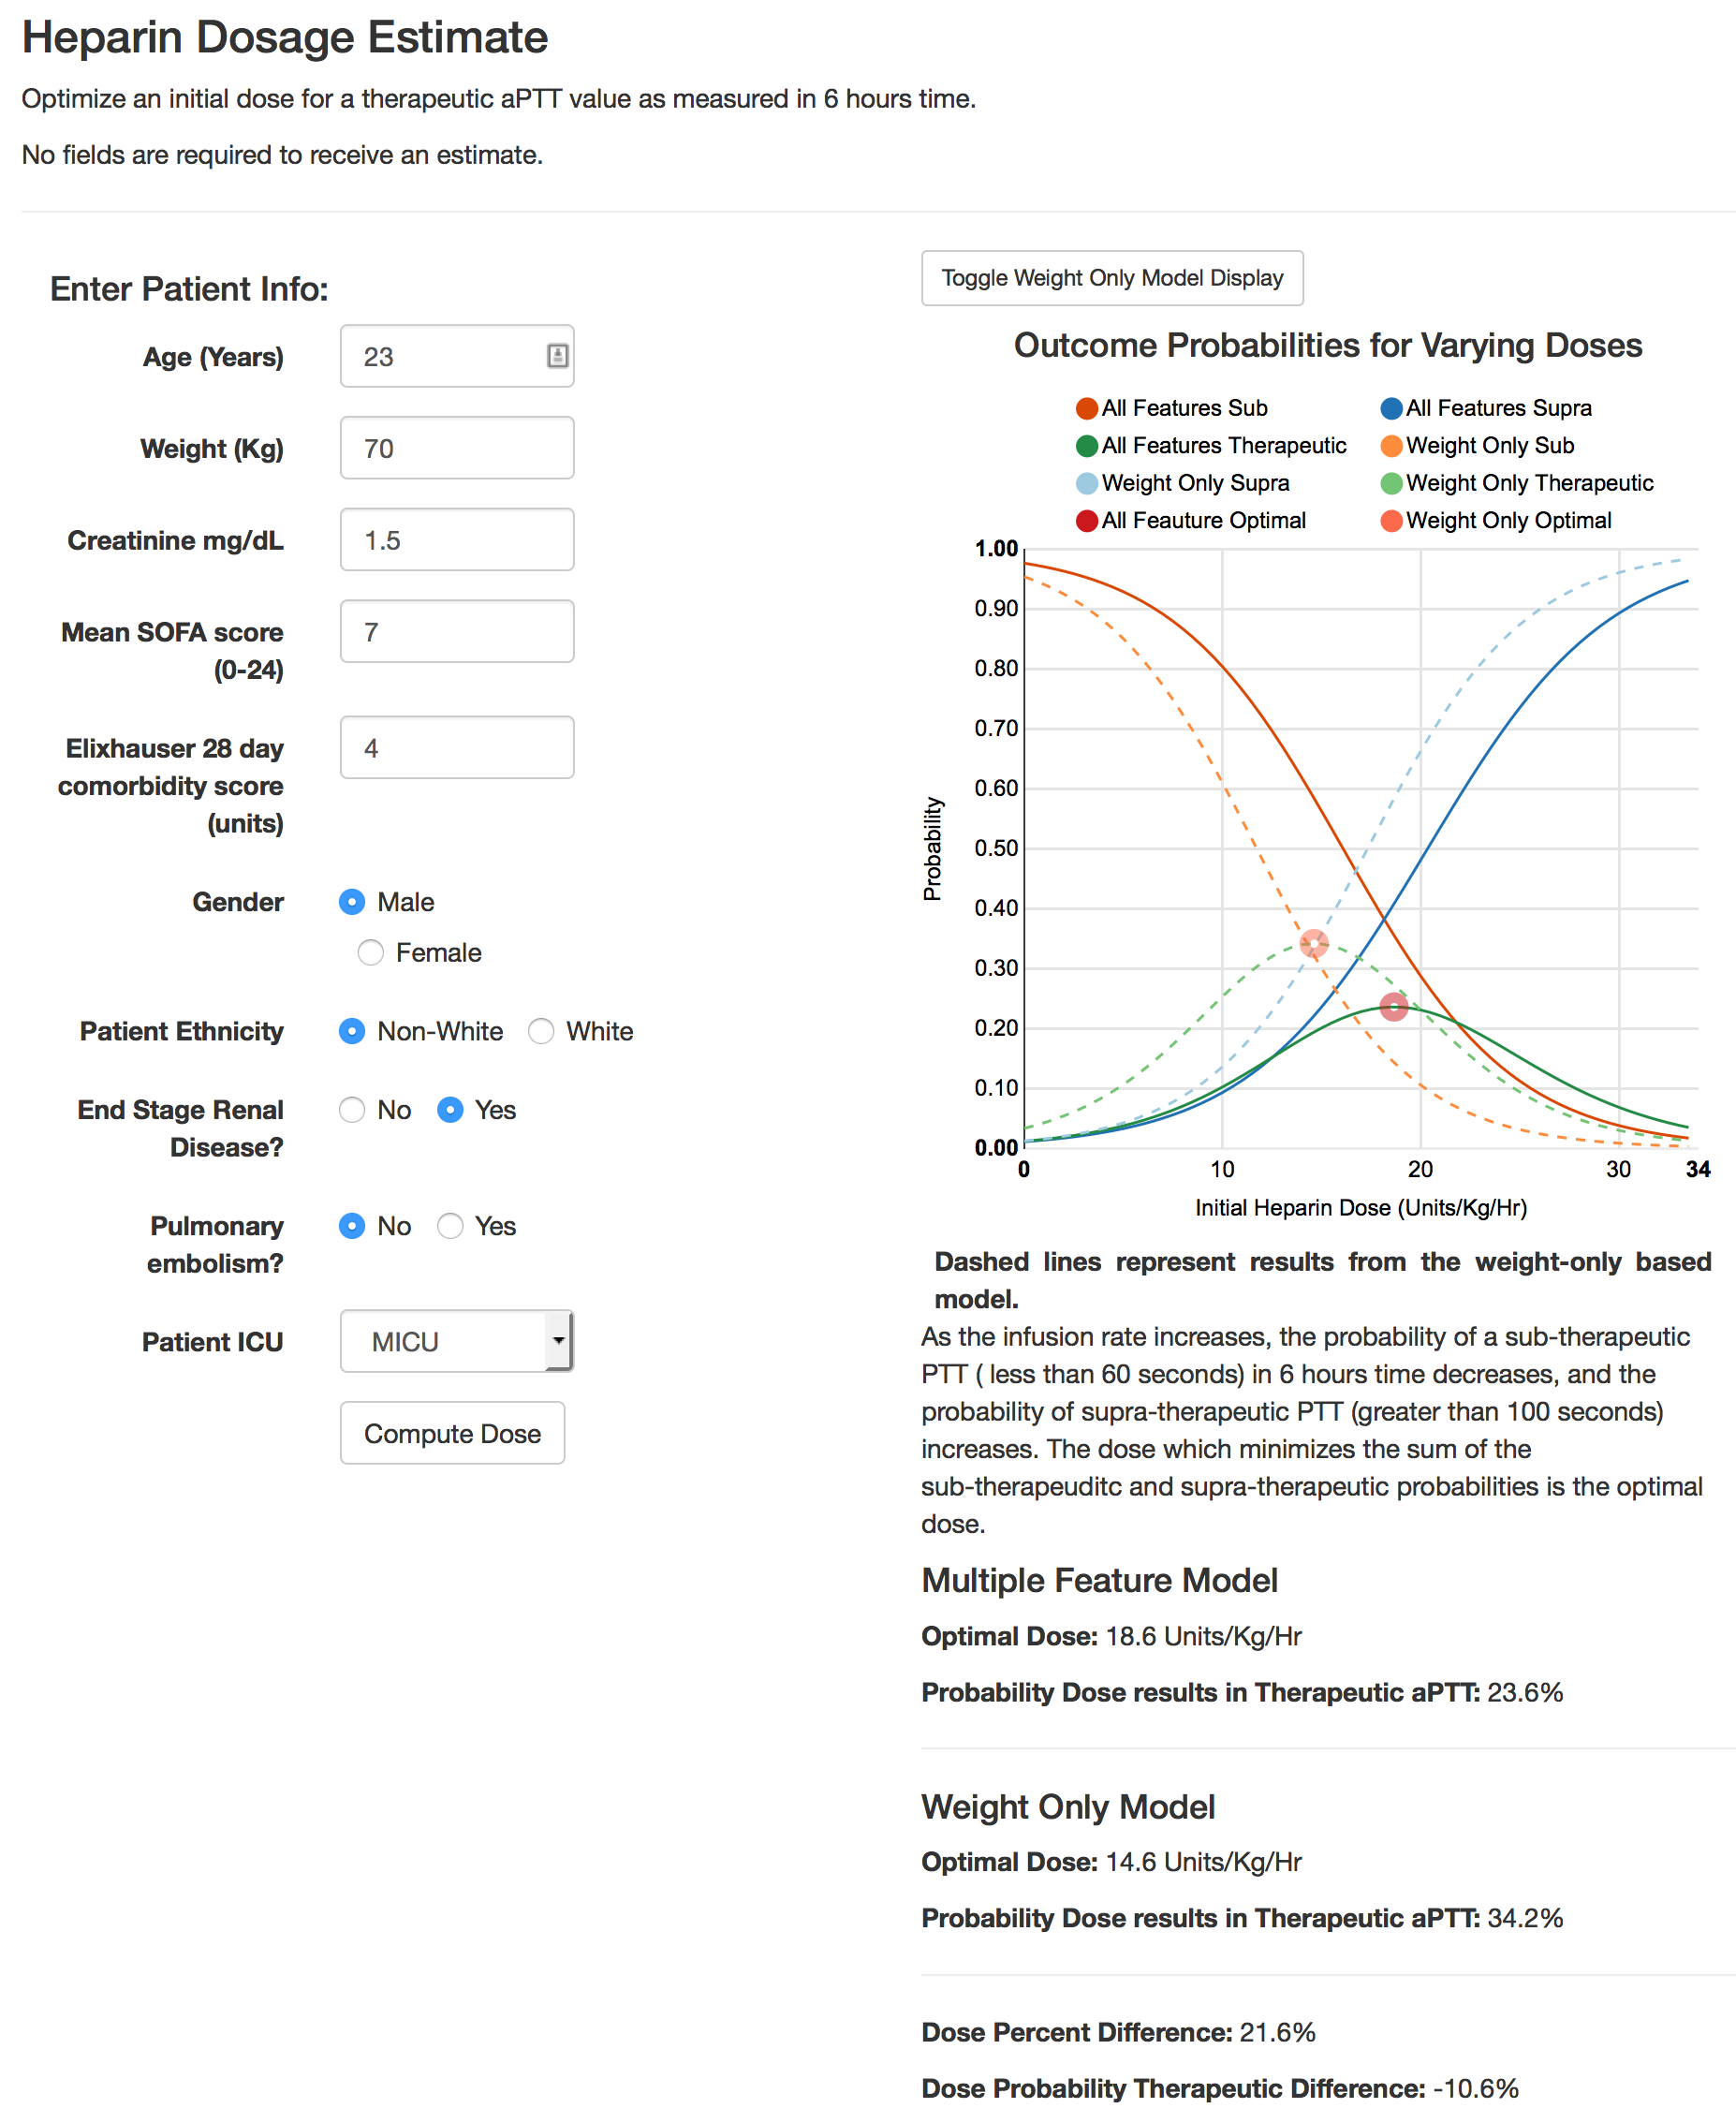 Heparin Dosage Estimate
Optimize an initial dose for a therapeutic aPTT value as measured in 6 hours time.
No fields are required to receive an estimate.
Enter Patient Info:
Age (Years)
23
Weight (Kg)
70
Creatinine mg/dL
1.5
Mean SOFA score
(0-24)
7
Elixhauser 28 day
comorbidity score
(units)
4
Gender
Male
Female
Patient Ethnicity
Non-White
White
End Stage Renal
Disease?
No
Yes
Pulmonary
embolism?
No
Yes
Patient ICU
MICU
Compute Dose
Toggle Weight Only Model Display
Outcome Probabilities for Varying Doses
All Features Sub
All Features Supra
All Features Therapeutic
Weight Only Sub
Weight Only Supra
Weight Only Therapeutic
All Feauture Optimal
Weight Only Optimal
1.00
0.90
0.80
0.70
0.60
0.50
0.40
0.30
0.20
0.10
0.00
Probability
0
10
20
30
34
Initial Heparin Dose (Units/Kg/Hr)
Dashed lines represent results from the weight-only based
model.
As the infusion rate increases, the probability of a sub-therapeutic
PTT ( less than 60 seconds) in 6 hours time decreases, and the
probability of supra-therapeutic PTT (greater than 100 seconds)
increases. The dose which minimizes the sum of the
sub-therapeuditc and supra-therapeutic probabilities is the optimal
dose.
Multiple Feature Model
Optimal Dose: 18.6 Units/Kg/Hr
Probability Dose results in Therapeutic aPTT: 23.6%
Weight Only Model
Optimal Dose: 14.6 Units/Kg/Hr
Probability Dose results in Therapeutic aPTT: 34.2%
Dose Percent Difference: 21.6%
Dose Probability Therapeutic Difference: -10.6%